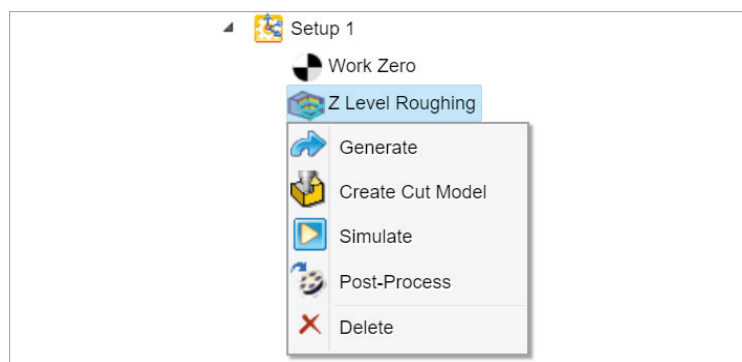 Setup 1
Work Zero
Z Level Roughing
Generate
Create Cut Model
Simulate
Post-Process
Delete